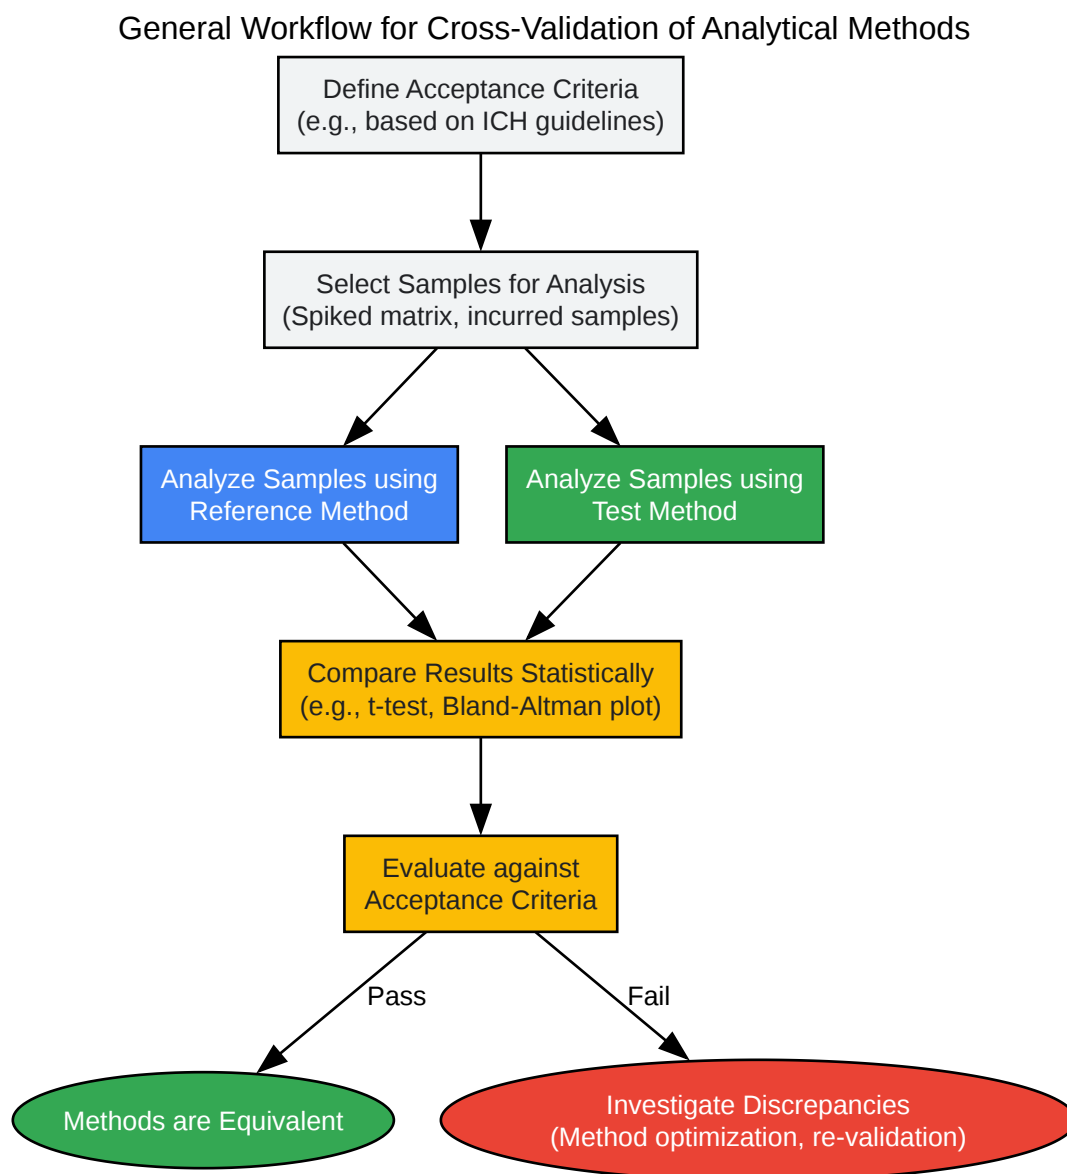 General Workflow for Cross-Validation of Analytical Methods
Define Acceptance Criteria
(e.g., based on ICH guidelines)
Select Samples for Analysis
(Spiked matrix, incurred samples)
Analyze Samples using
Reference Method
Analyze Samples using
Test Method
Compare Results Statistically
(e.g., t-test, Bland-Altman plot)
Evaluate against
Acceptance Criteria
Pass
Fail
Methods are Equivalent
Investigate Discrepancies
(Method optimization, re-validation)